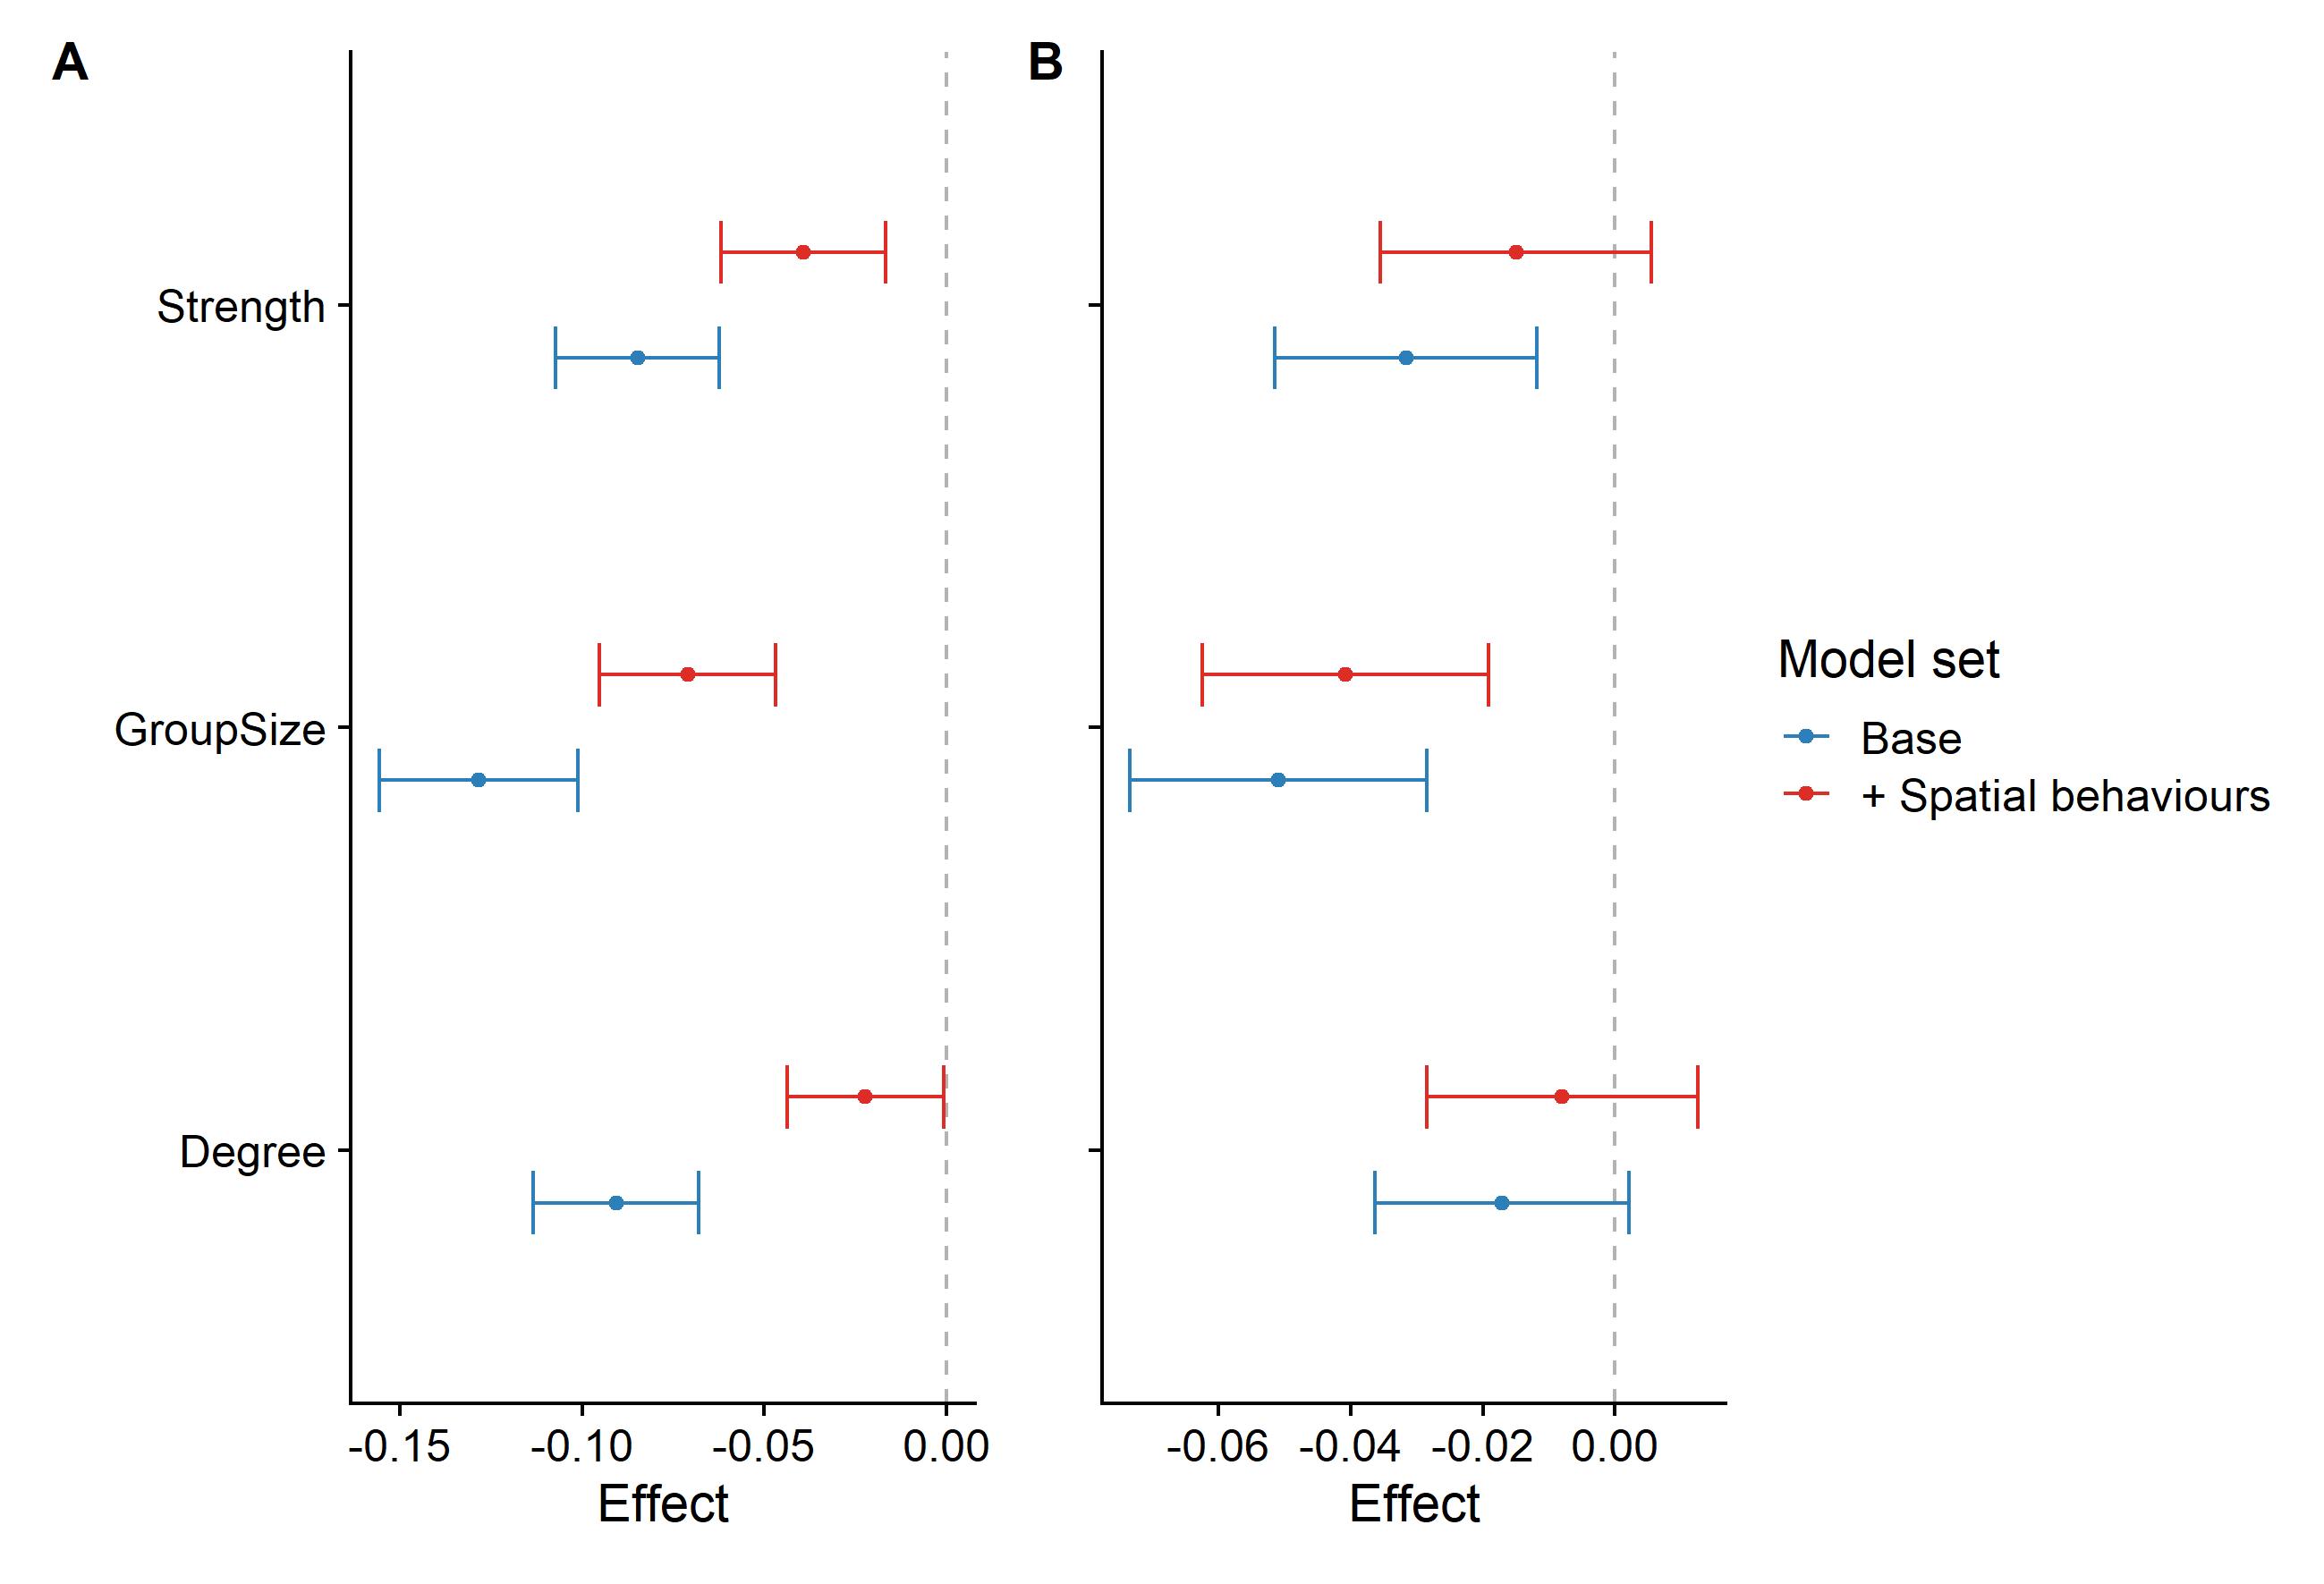 A
B
Strength
GroupSize
Degree
Model set
Base
+ Spatial behaviours
-0.15 -0.10 -0.05 0.00
-0.06 -0.04 -0.02 0.00
Effect
Effect